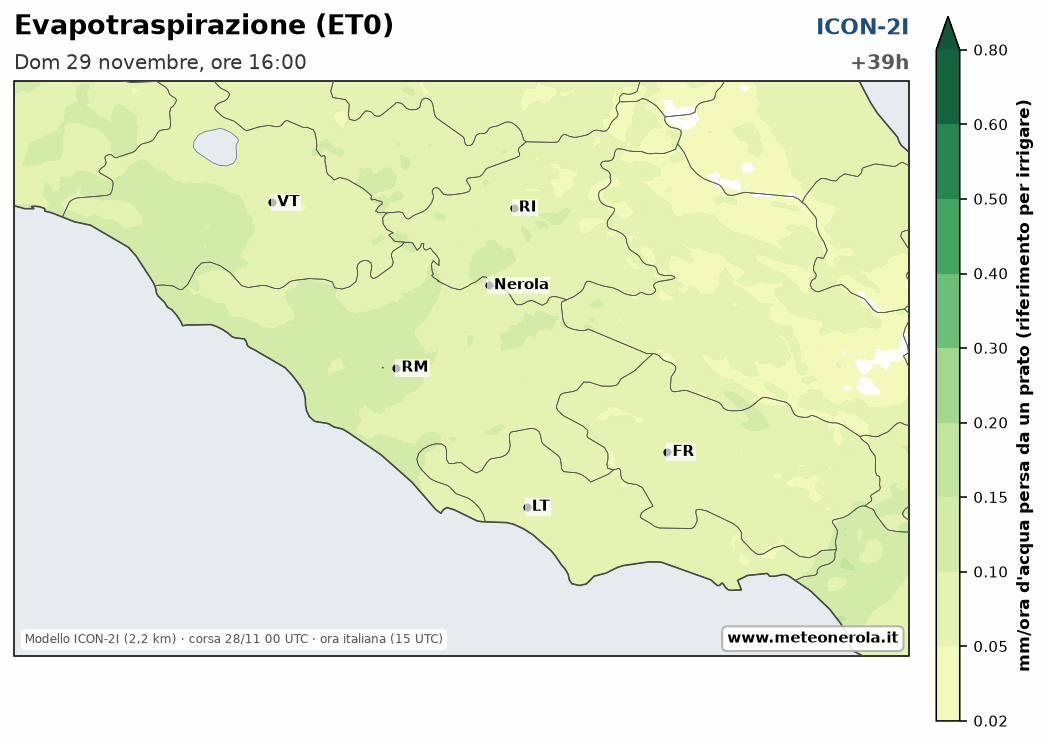 Evapotraspirazione (ET0)
ICON-2I
Dom 29 novembre, ore 16:00
+39h
VT
RI
Nerola
RM
FR
LT
Modello ICON-2I (2,2 km) · corsa 28/11 00 UTC · ora italiana (15 UTC)
www.meteonerola.it
0.80
0.60
0.50
0.40
0.30
0.20
0.15
0.10
0.05
0.02
mm/ora d'acqua persa da un prato (riferimento per irrigare)